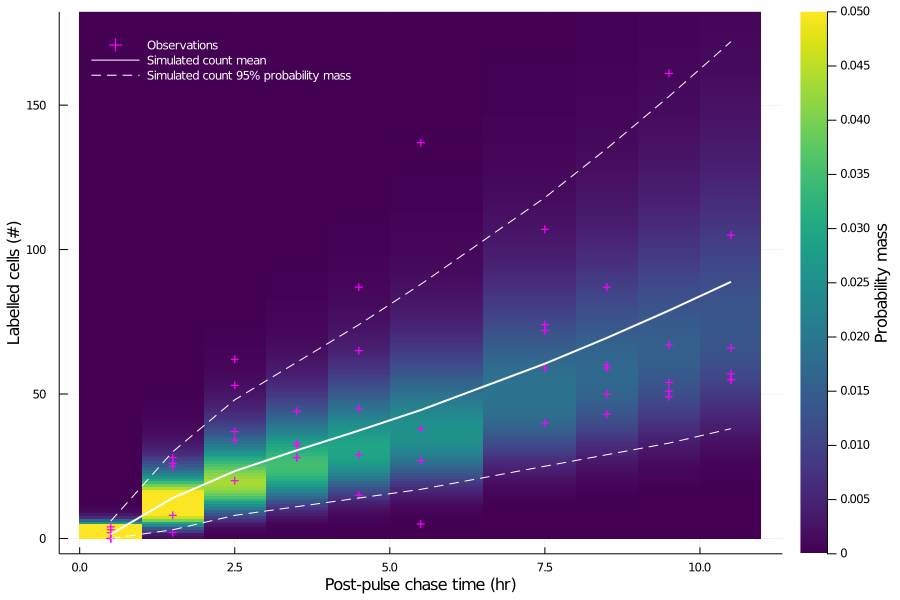 Observations
Simulated count mean
Simulated count 95% probability mass
Labelled cells (#)
150
100
50
0
0.0 2.5 5.0 7.5 10.0
Post-pulse chase time (hr)
0.050
0.045
0.040
0.035
0.030
0.025
0.020
0.015
0.010
0.005
0
Probability mass